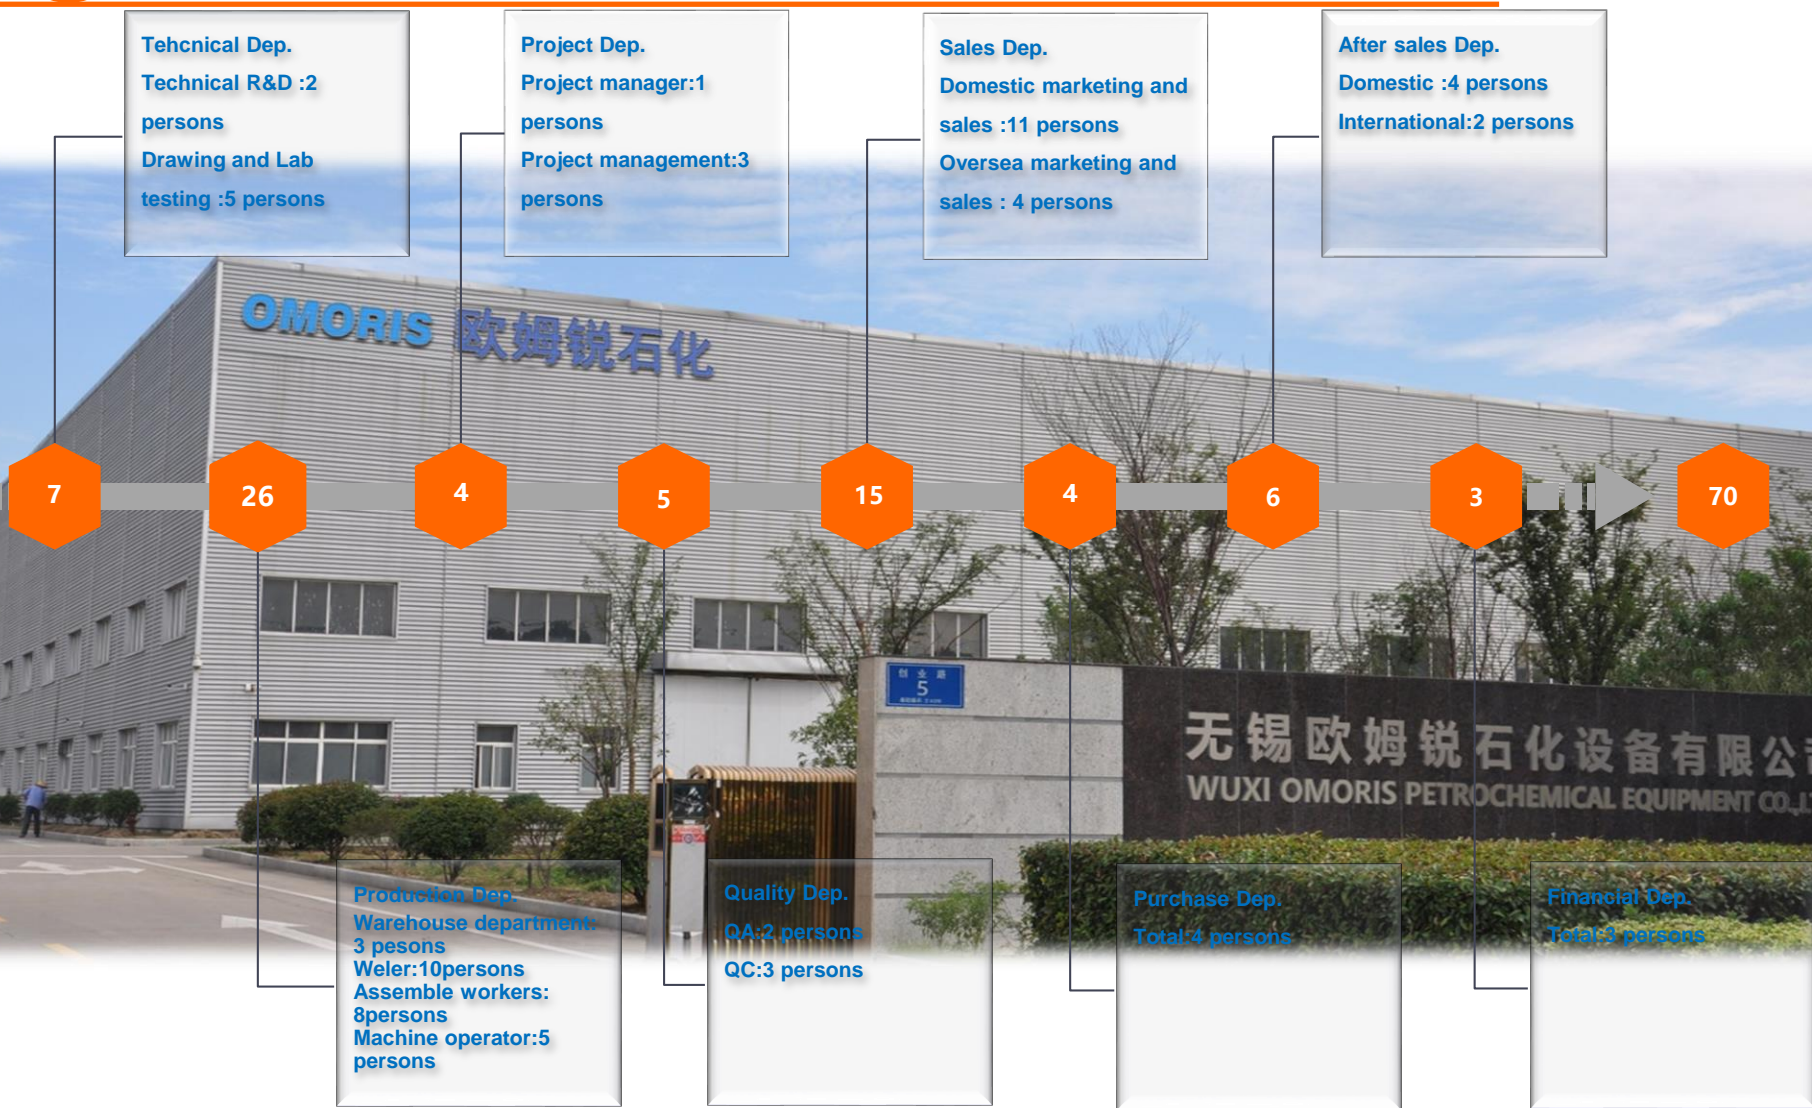 Tehcnical Dep.
Technical R&D :2
persons
Drawing and Lab
testing :5 persons
Project Dep.
Project manager:1
persons
Project management:3
persons
Sales Dep.
Domestic marketing and
sales :11 persons
Oversea marketing and
sales : 4 persons
After sales Dep.
Domestic :4 persons
International:2 persons
OMORIS 欧姆锐石化
7
26
4
5
15
4
6
3
70
创业路
5
无锡欧姆锐石化设备有限公
WUXI OMORIS PETROCHEMICAL EQUIPMENT CO.,
Production Dep.
Warehouse department:
3 pesons
Weler:10persons
Assemble workers:
8persons
Machine operator:5
persons
Quality Dep.
QA:2 persons
QC:3 persons
Purchase Dep.
Total:4 persons
Financial Dep.
Total:3 persons